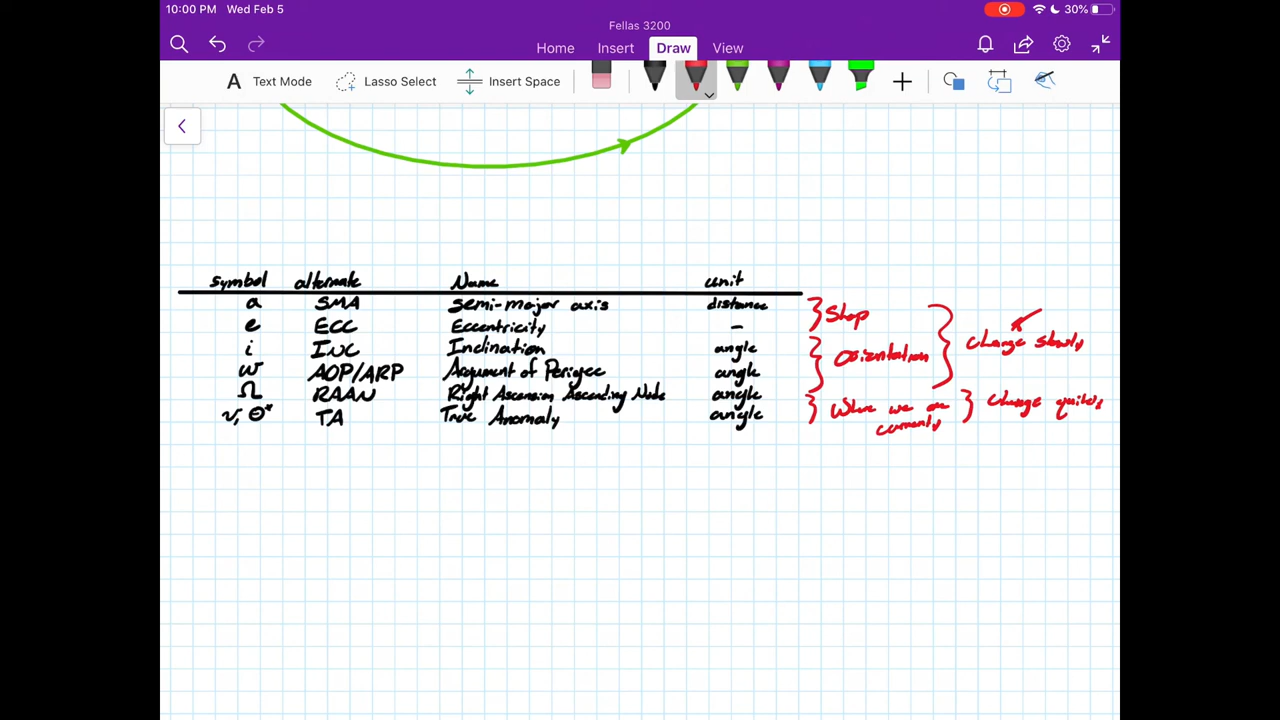 10:00 PM Wed Feb 5
30%
Fellas 3200
Home Insert Draw View
A Text Mode Lasso Select Insert Space
symbol alternate Name unit
a SMA Semi-major axis distance } Shap
e ECC Eccentricity -
i INC Inclination angle } Orientation } change slowly
ω AOP/ARP Argument of Perigee angle
Ω RAAN Right Ascension Ascending Node angle
ν, Θ* TA True Anomaly angle } Where we are } change
currently